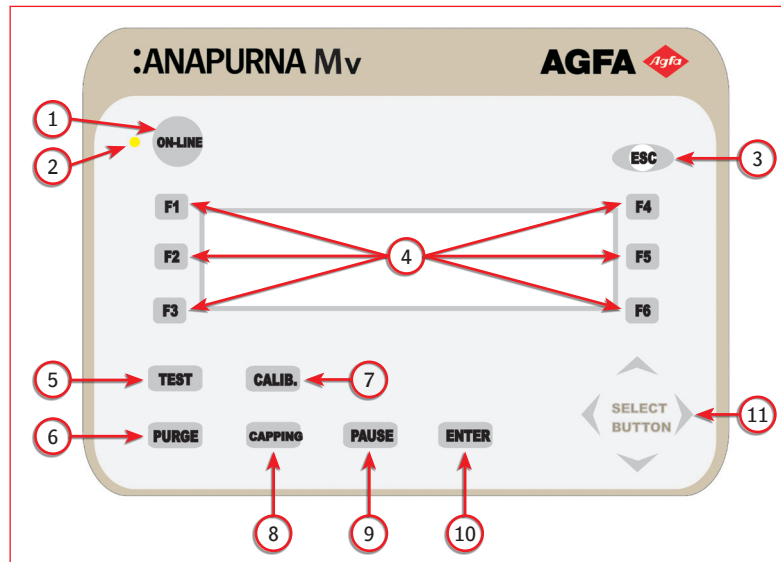 :ANAPURNA Mv
AGFA Agfa
1 ON-LINE
2
ESC 3
F1 F4
F2 4 F5
F3 F6
5 TEST CALIB. 7
SELECT 11
BUTTON
6 PURGE CAPPING PAUSE ENTER
8 9 10